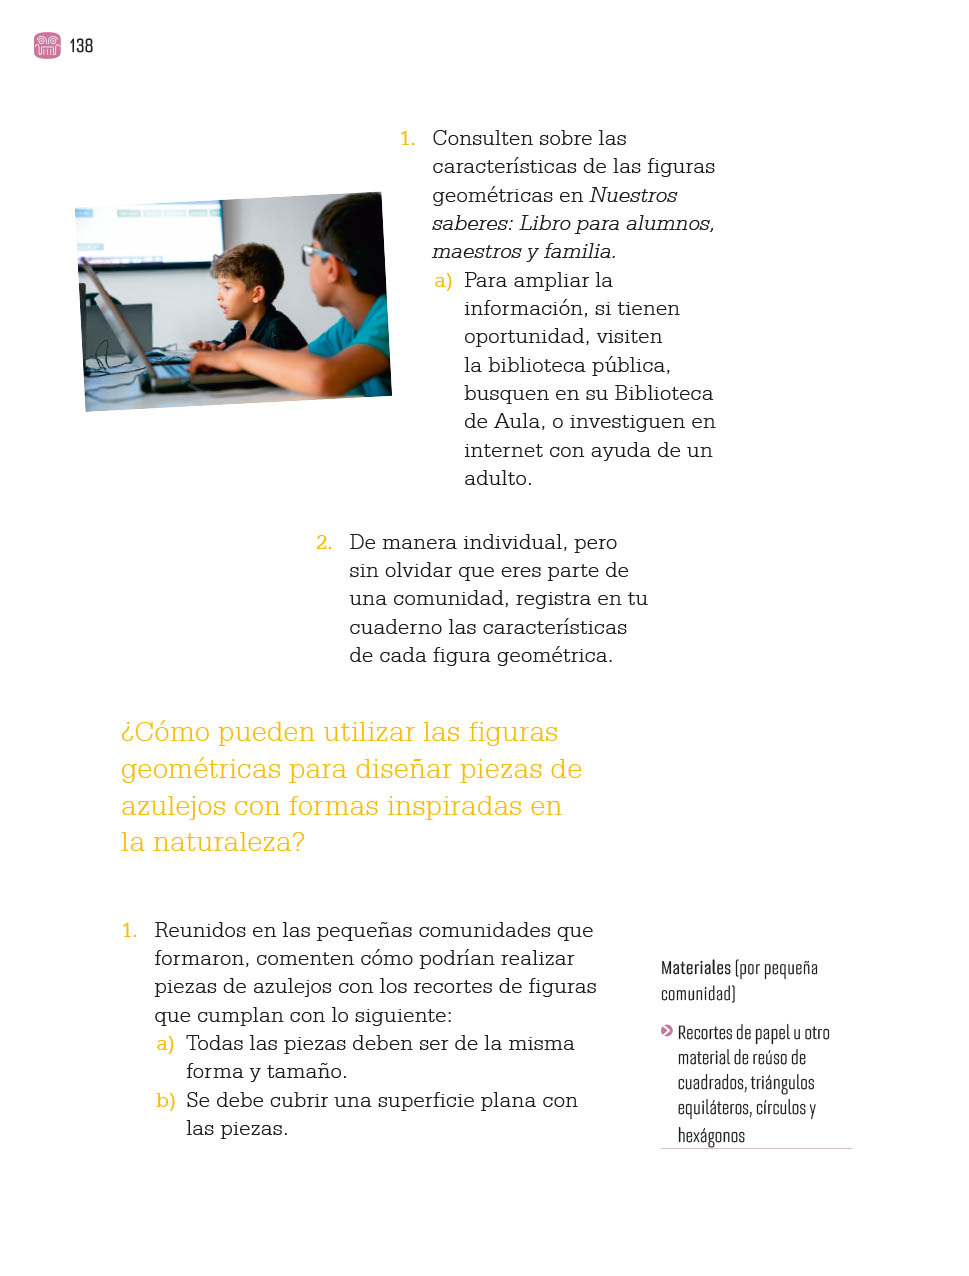 138
1. Consulten sobre las
características de las figuras
geométricas en Nuestros
saberes: Libro para alumnos,
maestros y familia.
a) Para ampliar la
información, si tienen
oportunidad, visiten
la biblioteca pública,
busquen en su Biblioteca
de Aula, o investiguen en
internet con ayuda de un
adulto.
2. De manera individual, pero
sin olvidar que eres parte de
una comunidad, registra en tu
cuaderno las características
de cada figura geométrica.
¿Cómo pueden utilizar las figuras
geométricas para diseñar piezas de
azulejos con formas inspiradas en
la naturaleza?
1. Reunidos en las pequeñas comunidades que
formaron, comenten cómo podrían realizar
piezas de azulejos con los recortes de figuras
que cumplan con lo siguiente:
a) Todas las piezas deben ser de la misma
forma y tamaño.
b) Se debe cubrir una superficie plana con
las piezas.
Materiales (por pequeña
comunidad)
Recortes de papel u otro
material de reúso de
cuadrados, triángulos
equiláteros, círculos y
hexágonos